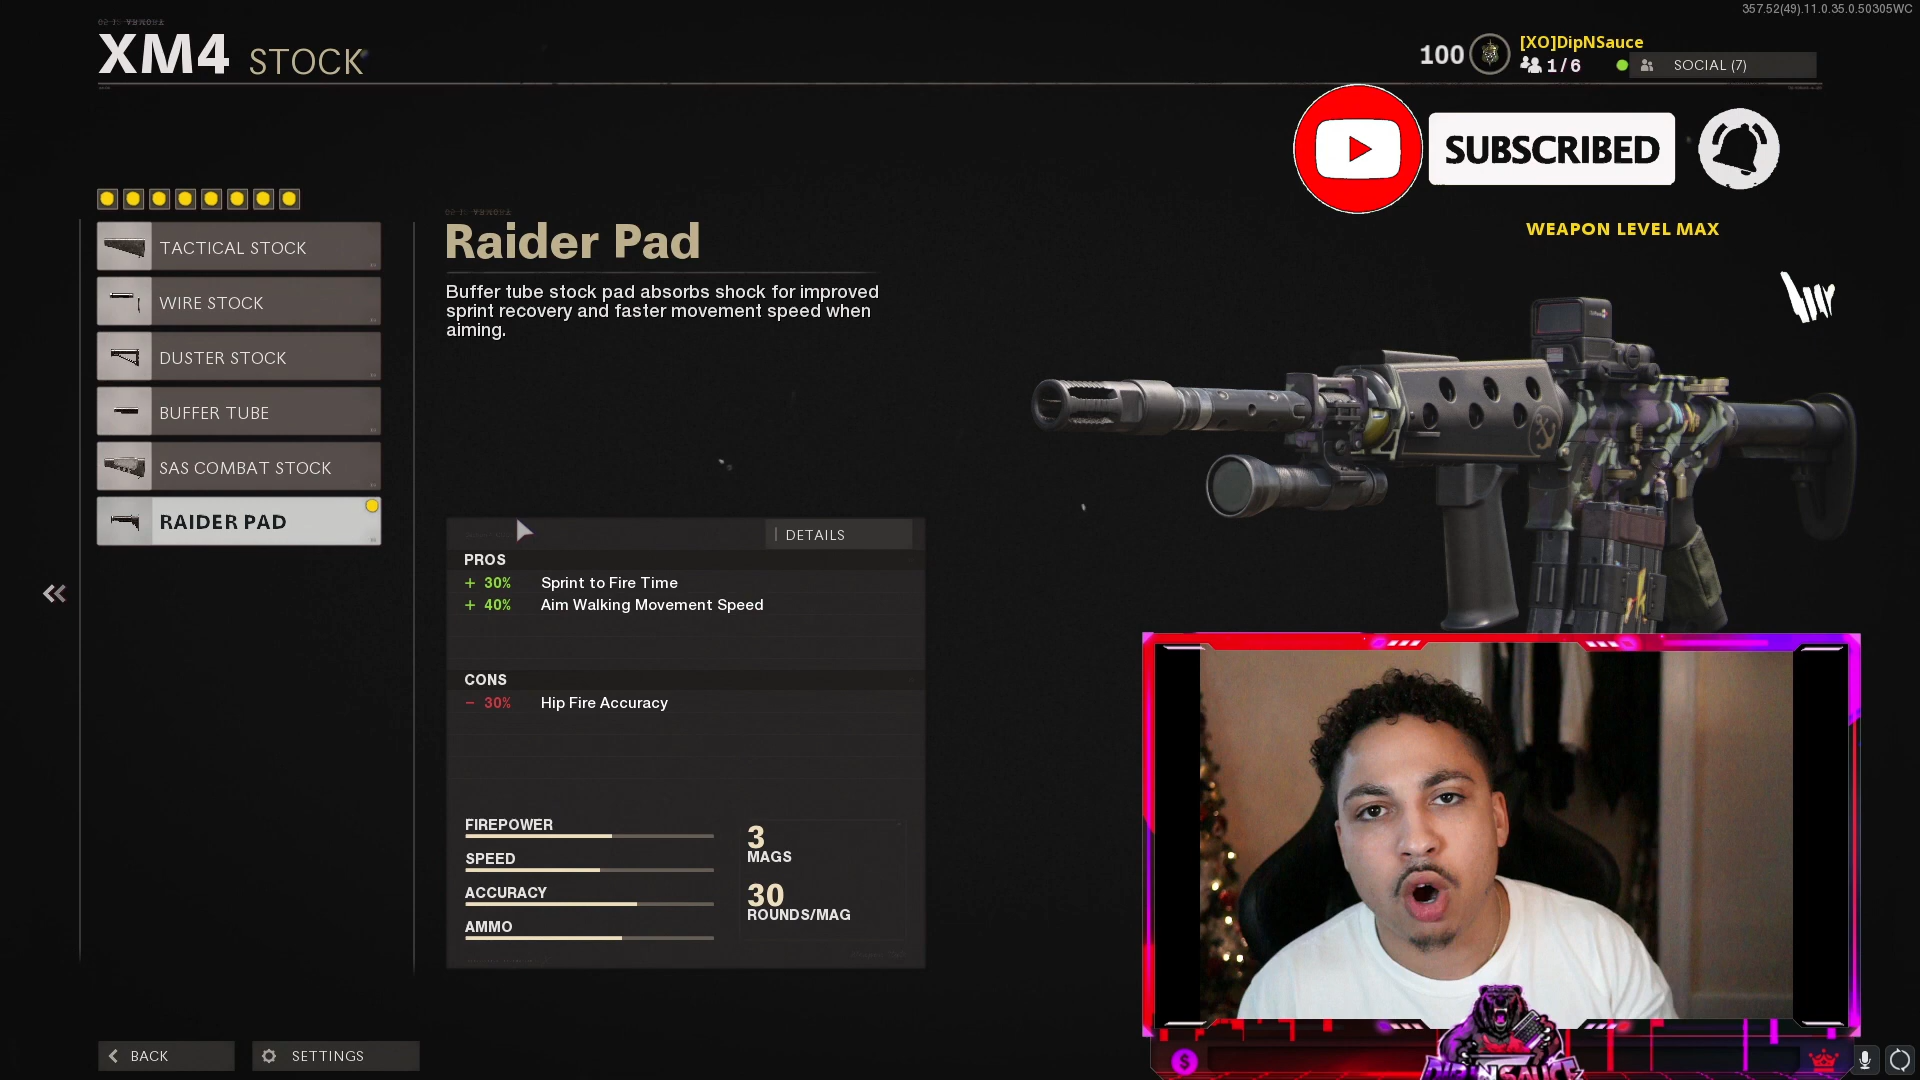 357.52(49).11.0.35.0.50305WC
XM4 STOCK
100
[XO]DipNSauce
1/6
SOCIAL (7)
SUBSCRIBED
WEAPON LEVEL MAX
TACTICAL STOCK
WIRE STOCK
DUSTER STOCK
BUFFER TUBE
SAS COMBAT STOCK
RAIDER PAD
Raider Pad
Buffer tube stock pad absorbs shock for improved
sprint recovery and faster movement speed when
aiming.
DETAILS
PROS
+ 30% Sprint to Fire Time
+ 40% Aim Walking Movement Speed
CONS
- 30% Hip Fire Accuracy
FIREPOWER
SPEED
ACCURACY
AMMO
3
MAGS
30
ROUNDS/MAG
BACK
SETTINGS
$
DIPNSAUCE